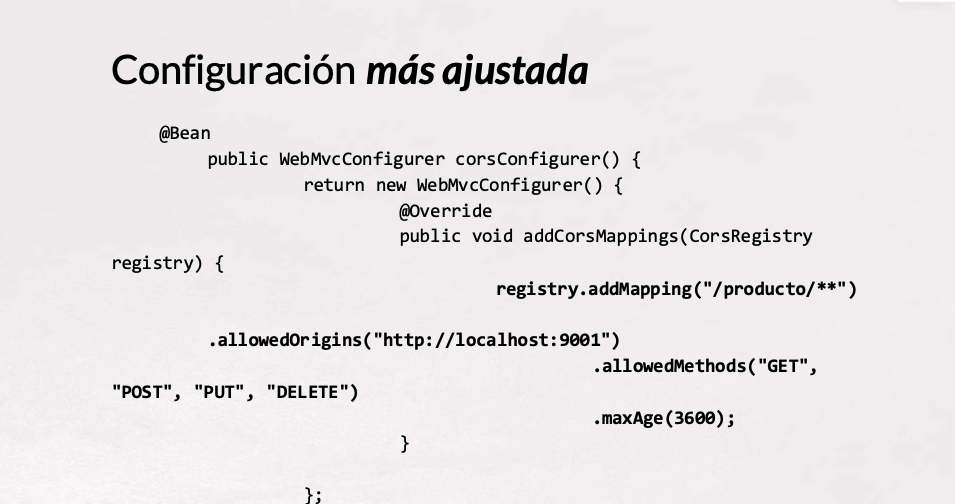 Configuración más ajustada
@Bean
public WebMvcConfigurer corsConfigurer() {
return new WebMvcConfigurer() {
@Override
public void addCorsMappings(CorsRegistry
registry) {
registry.addMapping("/producto/**")
.allowedOrigins("http://localhost:9001")
.allowedMethods("GET",
"POST", "PUT", "DELETE")
.maxAge(3600);
}
};